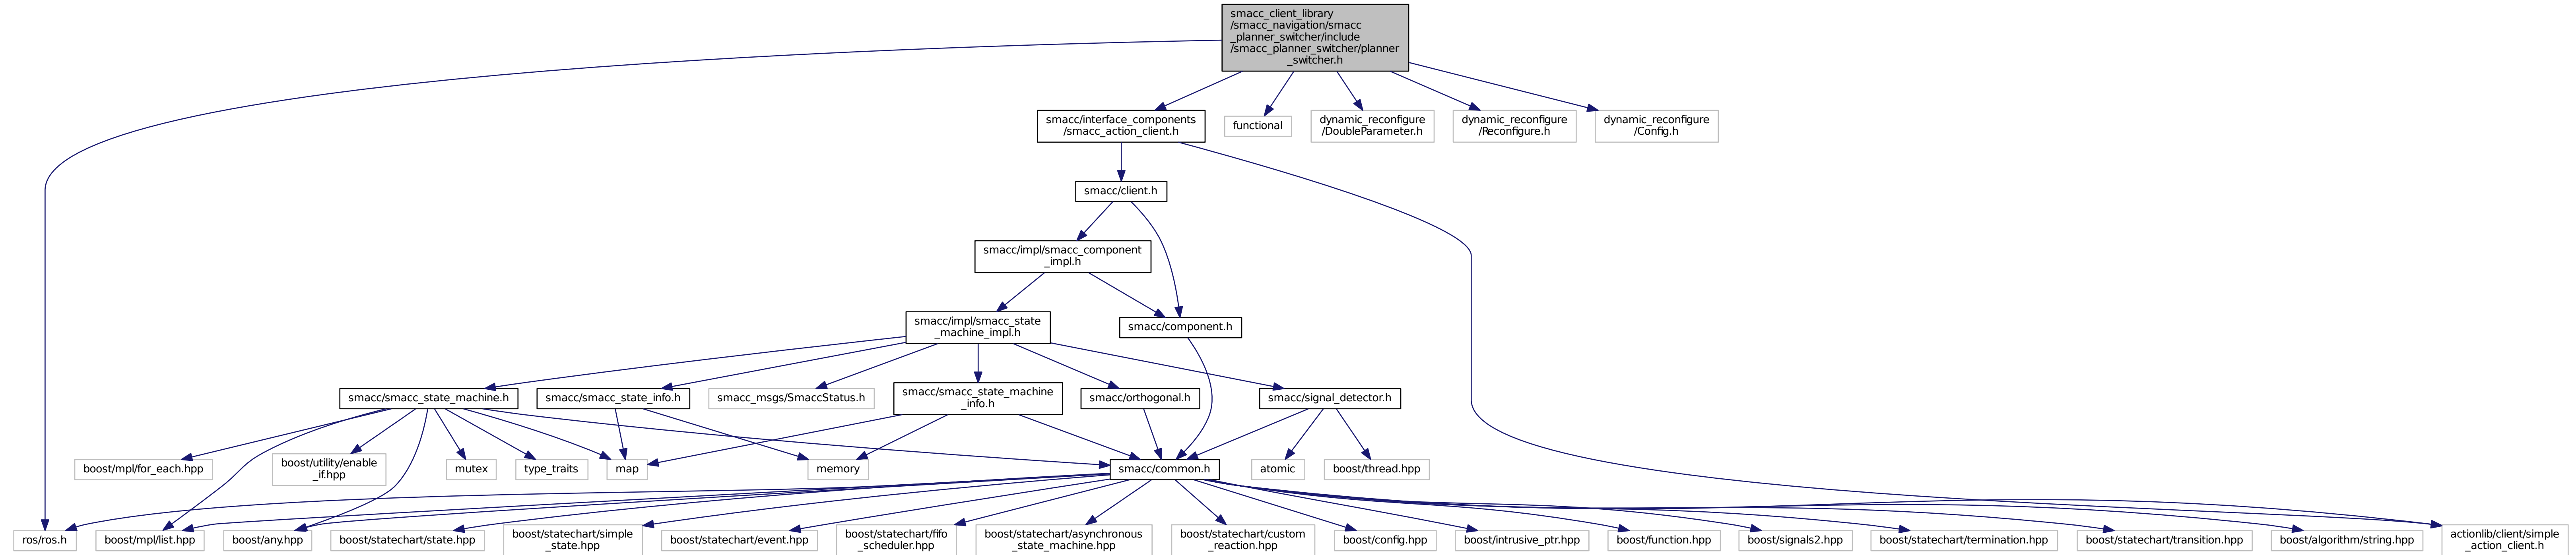 smacc_client_library
/smacc_navigation/smacc
_planner_switcher/include
/smacc_planner_switcher/planner
_switcher.h
smacc/interface_components
/smacc_action_client.h
functional
dynamic_reconfigure
/DoubleParameter.h
dynamic_reconfigure
/Reconfigure.h
dynamic_reconfigure
/Config.h
smacc/client.h
smacc/impl/smacc_component
_impl.h
smacc/impl/smacc_state
_machine_impl.h
smacc/component.h
smacc/smacc_state_machine.h
smacc/smacc_state_info.h
smacc_msgs/SmaccStatus.h
smacc/smacc_state_machine
_info.h
smacc/orthogonal.h
smacc/signal_detector.h
boost/mpl/for_each.hpp
boost/utility/enable
_if.hpp
mutex
type_traits
map
memory
smacc/common.h
atomic
boost/thread.hpp
ros/ros.h
boost/mpl/list.hpp
boost/any.hpp
boost/statechart/state.hpp
boost/statechart/simple
_state.hpp
boost/statechart/event.hpp
boost/statechart/fifo
_scheduler.hpp
boost/statechart/asynchronous
_state_machine.hpp
boost/statechart/custom
_reaction.hpp
boost/config.hpp
boost/intrusive_ptr.hpp
boost/function.hpp
boost/signals2.hpp
boost/statechart/termination.hpp
boost/statechart/transition.hpp
boost/algorithm/string.hpp
actionlib/client/simple
_action_client.h